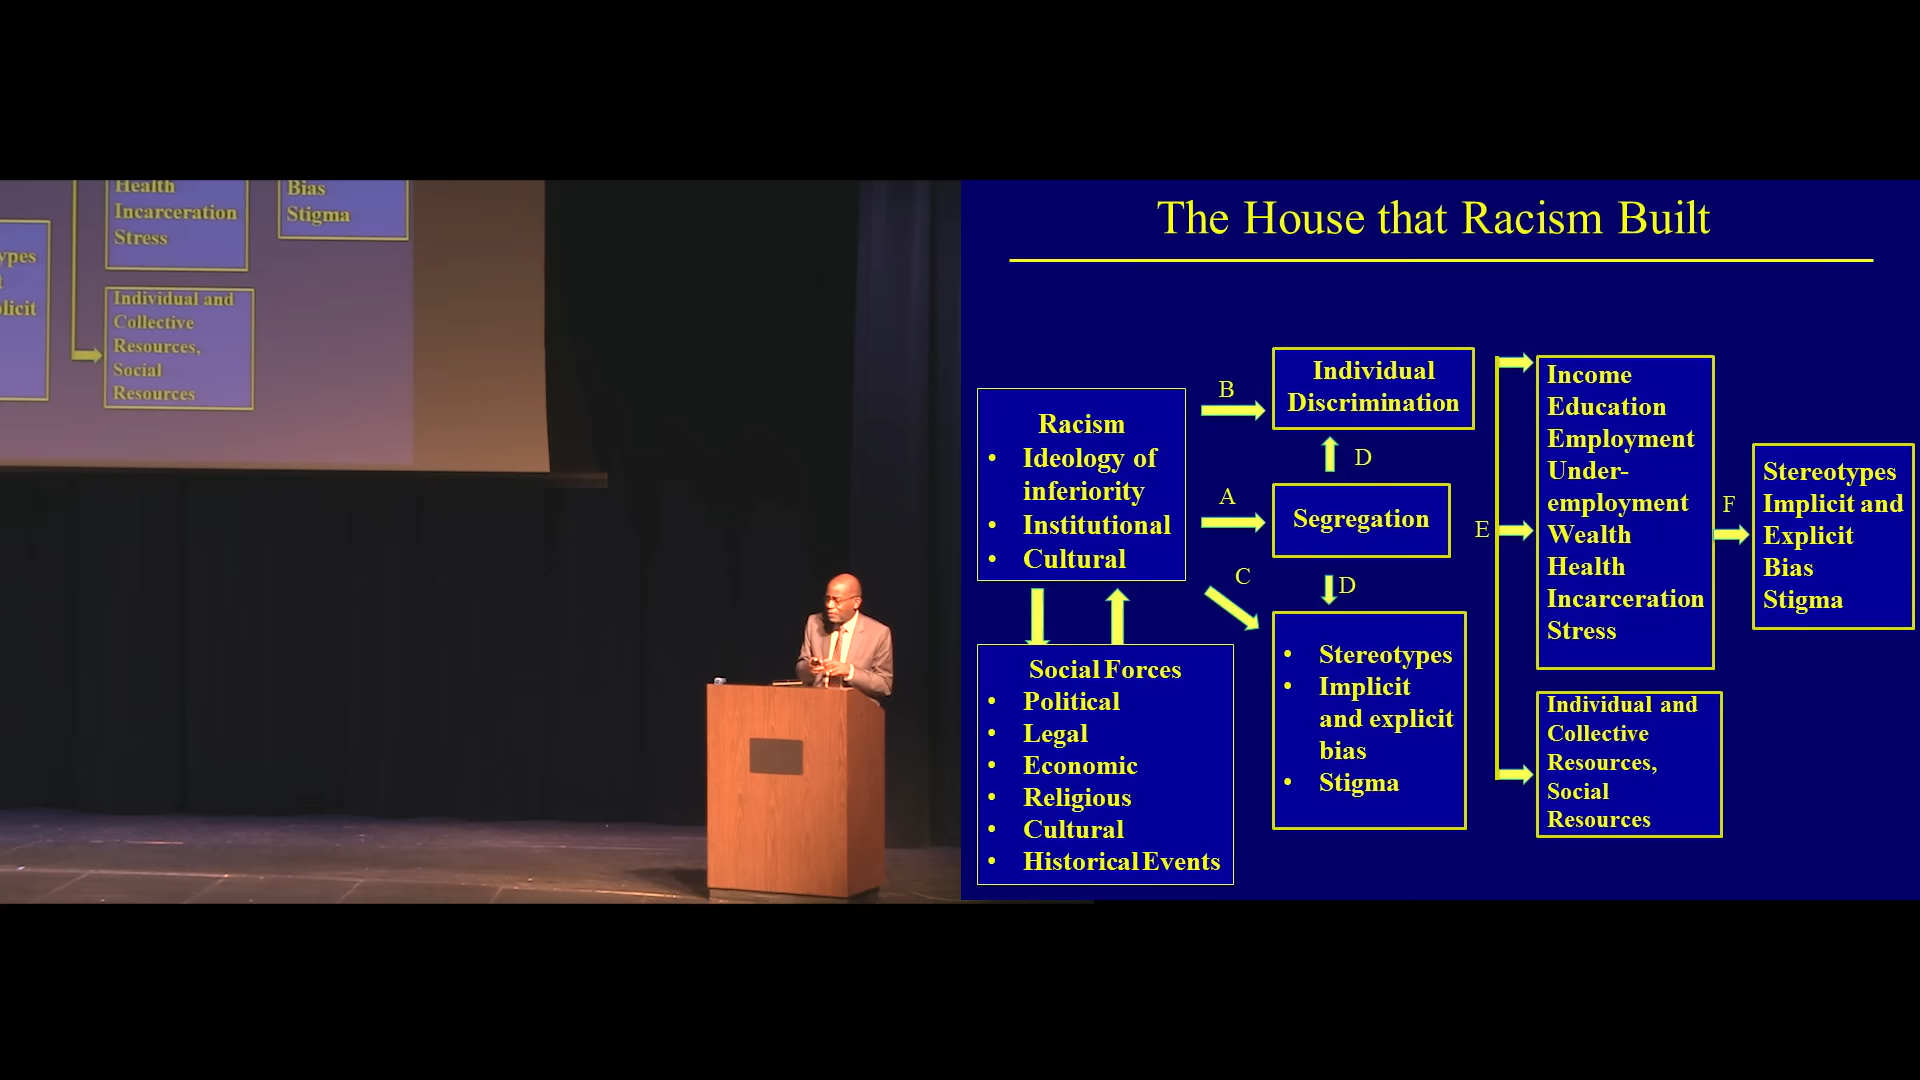 Health
Incarceration
Stress
Bias
Stigma
ypes
licit
Individual and
Collective
Resources,
Social
Resources
The House that Racism Built
Racism
• Ideology of
inferiority
• Institutional
• Cultural
Social Forces
• Political
• Legal
• Economic
• Religious
• Cultural
• Historical Events
B
A
C
Individual
Discrimination
D
Segregation
D
• Stereotypes
• Implicit
and explicit
bias
• Stigma
E
Income
Education
Employment
Under-
employment
Wealth
Health
Incarceration
Stress
Individual and
Collective
Resources,
Social
Resources
F
Stereotypes
Implicit and
Explicit
Bias
Stigma